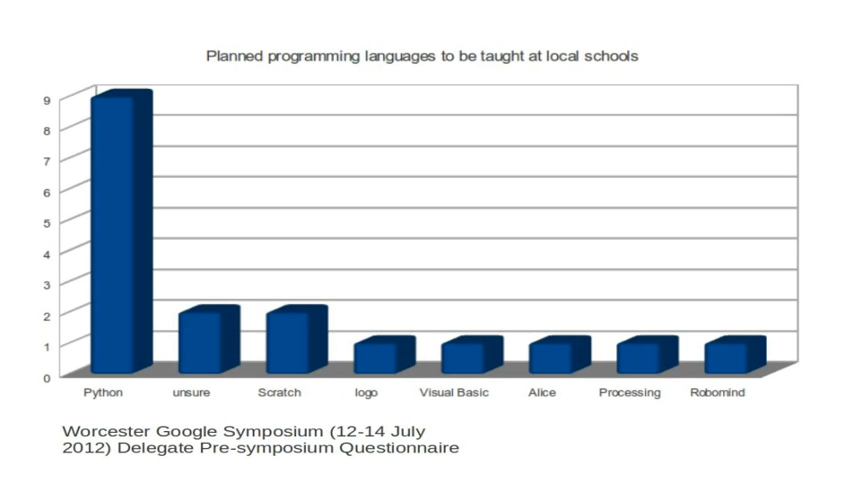 Planned programming languages to be taught at local schools
9
8
7
6
5
4
3
2
1
0
Python unsure Scratch logo Visual Basic Alice Processing Robomind
Worcester Google Symposium (12-14 July
2012) Delegate Pre-symposium Questionnaire